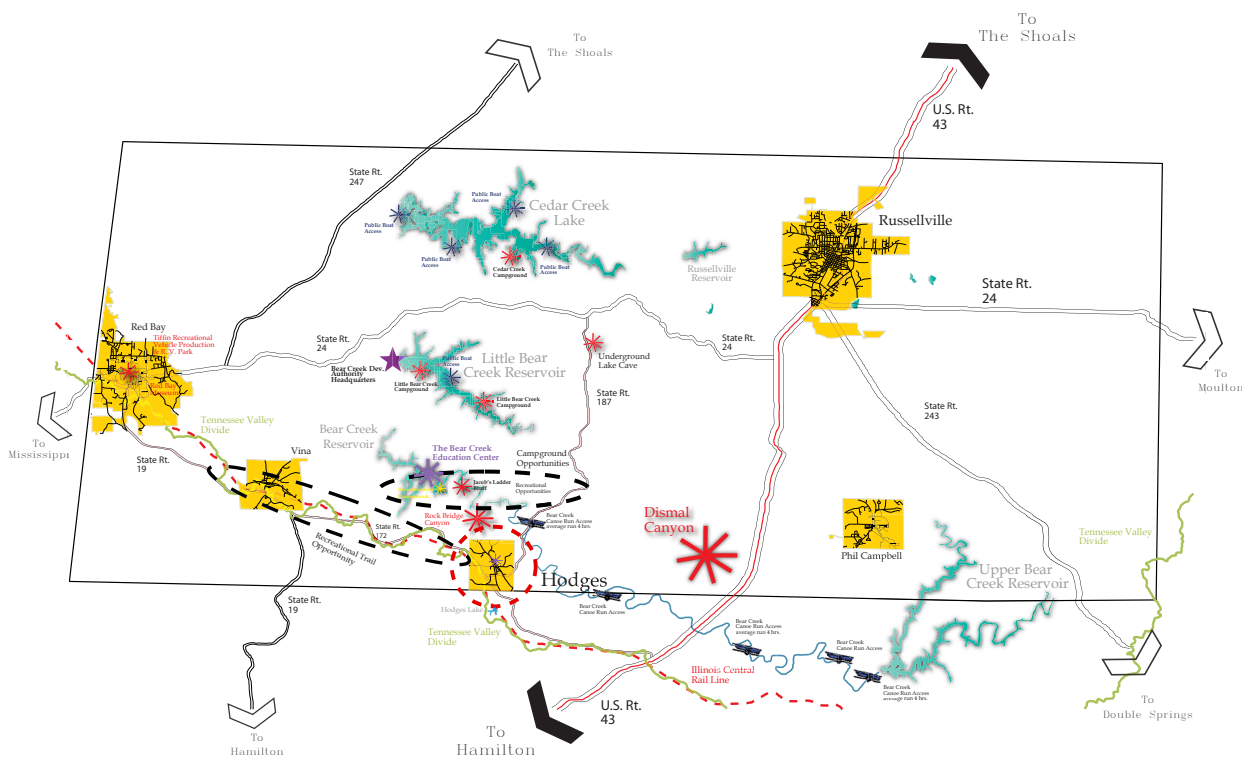 To
The Shoals
To
The Shoals
U.S. Rt.
43
State Rt.
247
Public Boat
Access
Cedar Creek
Lake
Public Boat
Access
Public Boat
Access
Cedar Creek
Campground
Public Boat
Access
Russellville
Russellville
Reservoir
State Rt.
24
Red Bay
Tiffin Recreational
Vehicle Production
& R. V. Park
Red Bay
Museum
State Rt.
24
State Rt.
24
Bear Creek Dev.
Authority
Headquarters
Public Boat
Access
Little Bear
Creek Reservoir
Little Bear Creek
Campground
Little Bear Creek
Campground
Underground
Lake Cave
State Rt.
187
To
Moulton
State Rt.
243
To
Mississippi
Tennessee Valley
Divide
State Rt.
19
Vina
Bear Creek
Reservoir
The Bear Creek
Education Center
Campground
Opportunities
Jacob's Ladder
Bluff
Recreational
Opportunities
Rock Bridge
Canyon
Bear Creek
Canoe Run Access
average run 4 hrs.
State Rt.
172
Recreational Trail
Opportunity
Dismal
Canyon
Phil Campbell
Tennessee Valley
Divide
Upper Bear
Creek Reservoir
Hodges
State Rt.
19
Hodges Lake
Bear Creek
Canoe Run Access
Tennessee Valley
Divide
Bear Creek
Canoe Run Access
average run 4 hrs.
Bear Creek
Canoe Run Access
Illinois Central
Rail Line
Bear Creek
Canoe Run Access
average run 4 hrs.
U.S. Rt.
43
To
Double Springs
To
Hamilton
To
Hamilton